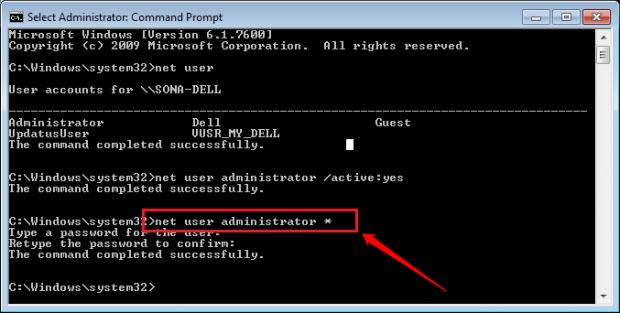 Select Administrator: Command Prompt
Microsoft Windows [Version 6.1.7600]
Copyright (c) 2009 Microsoft Corporation.  All rights reserved.
C:\Windows\system32>net user
User accounts for \\SONA-DELL
-------------------------------------------------------------------------------
Administrator            Dell                     Guest
UpdatusUser              VUSR_MY_DELL
The command completed successfully.
C:\Windows\system32>net user administrator /active:yes
The command completed successfully.
C:\Windows\system32>net user administrator *
Type a password for the user:
Retype the password to confirm:
The command completed successfully.
C:\Windows\system32>